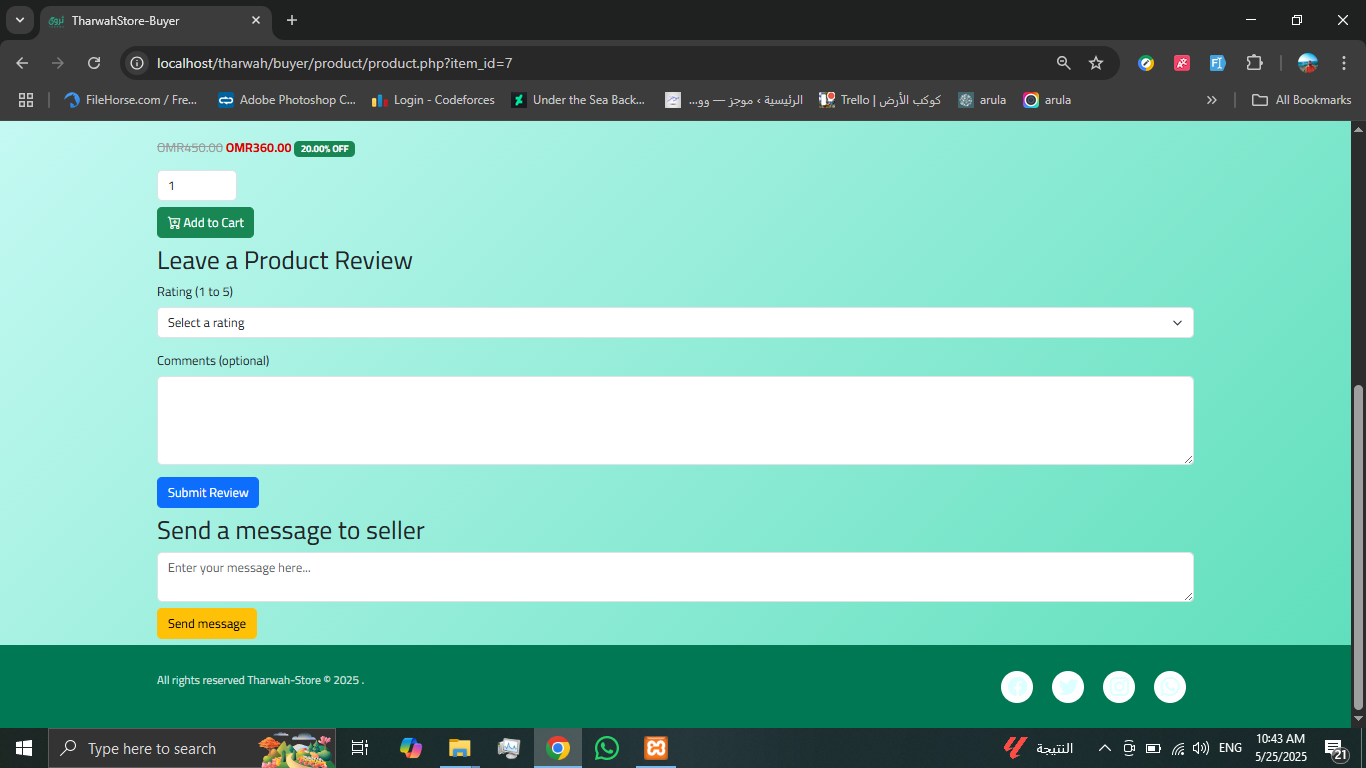 TharwahStore-Buyer
localhost/tharwah/buyer/product/product.php?item_id=7
FileHorse.com / Fre...
Adobe Photoshop C...
Login - Codeforces
Under the Sea Back...
الرئيسية › موجز — وو...
Trello | كوكب الأرض
arula
arula
All Bookmarks
OMR450.00 OMR360.00 20.00% OFF
1
Add to Cart
Leave a Product Review
Rating (1 to 5)
Select a rating
Comments (optional)
Submit Review
Send a message to seller
Enter your message here...
Send message
All rights reserved Tharwah-Store © 2025 .
Type here to search
النتيجة
ENG
10:43 AM
5/25/2025
21